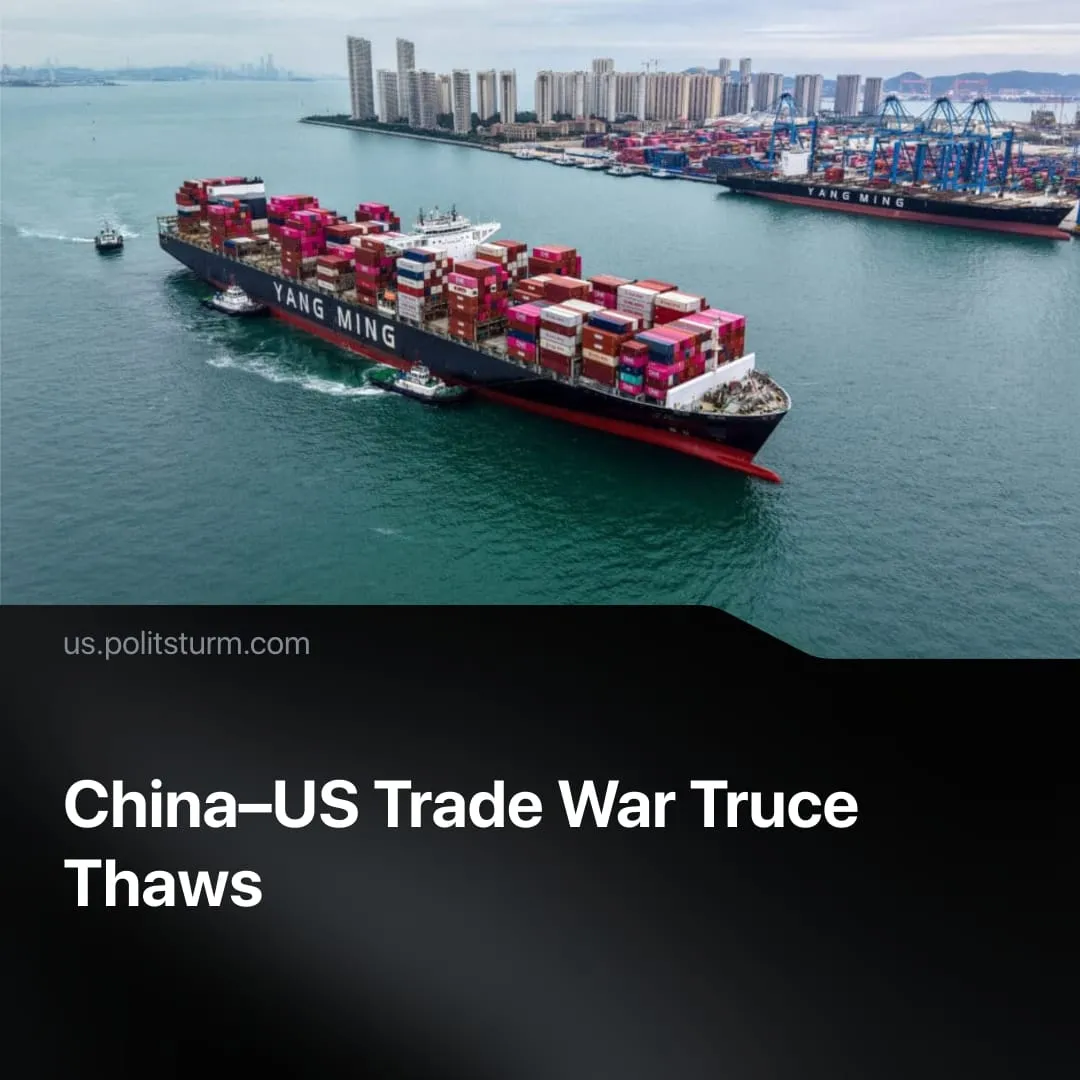 YANG MING
YANG MING
us.politsturm.com
China–US Trade War Truce
Thaws